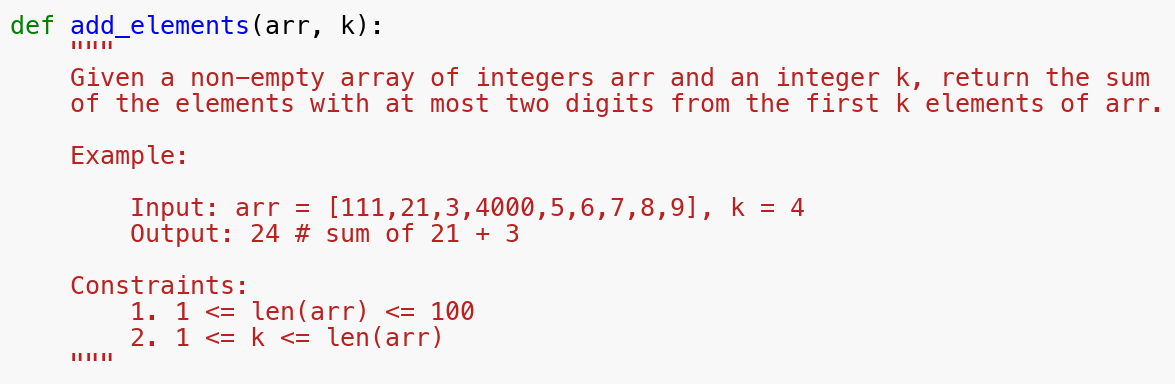 def add_elements(arr, k):
    """
    Given a non-empty array of integers arr and an integer k, return the sum
    of the elements with at most two digits from the first k elements of arr.

    Example:

        Input: arr = [111,21,3,4000,5,6,7,8,9], k = 4
        Output: 24 # sum of 21 + 3

    Constraints:
        1. 1 <= len(arr) <= 100
        2. 1 <= k <= len(arr)
    """